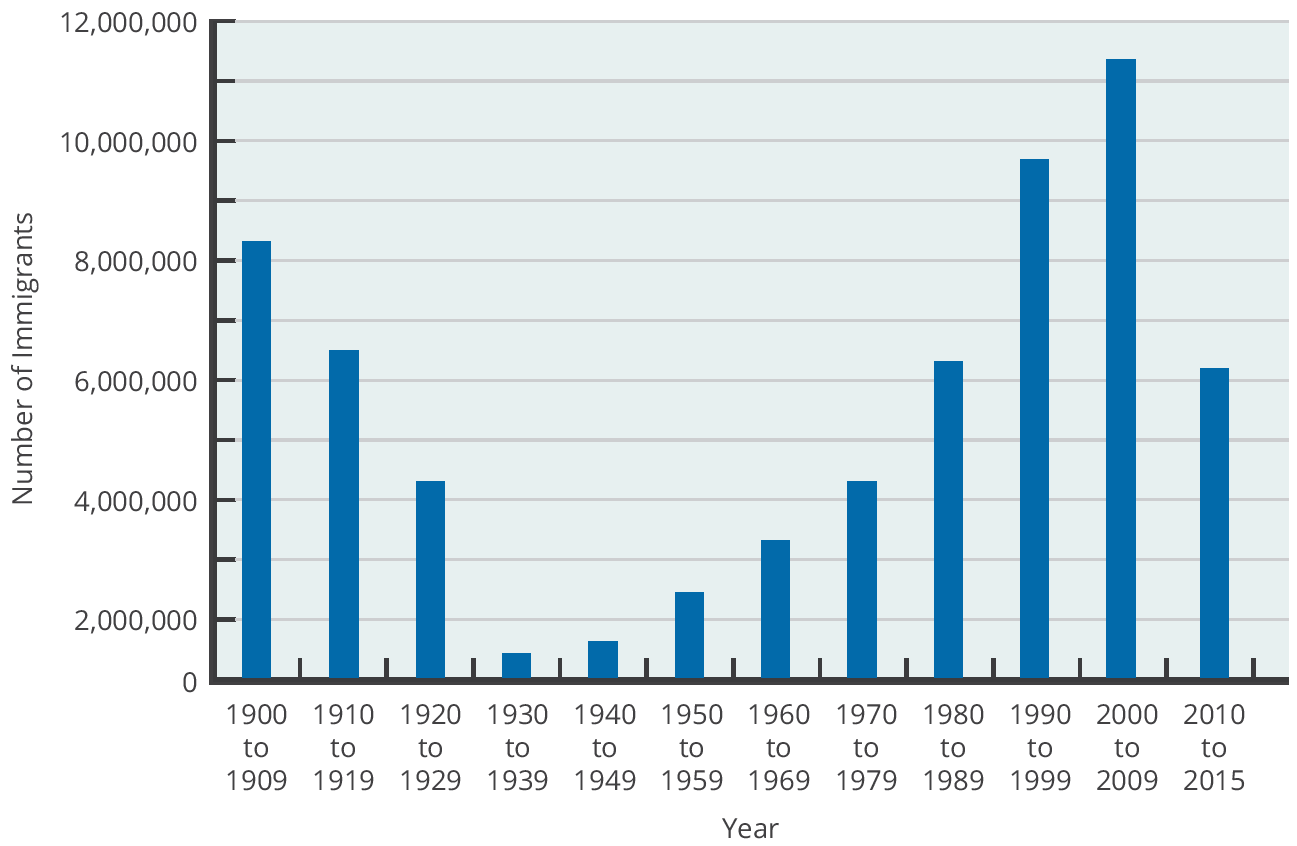 12,000,000
10,000,000
8,000,000
6,000,000
4,000,000
2,000,000
0
Number of Immigrants
1900 1910 1920 1930 1940 1950 1960 1970 1980 1990 2000 2010
to to to to to to to to to to to to
1909 1919 1929 1939 1949 1959 1969 1979 1989 1999 2009 2015
Year